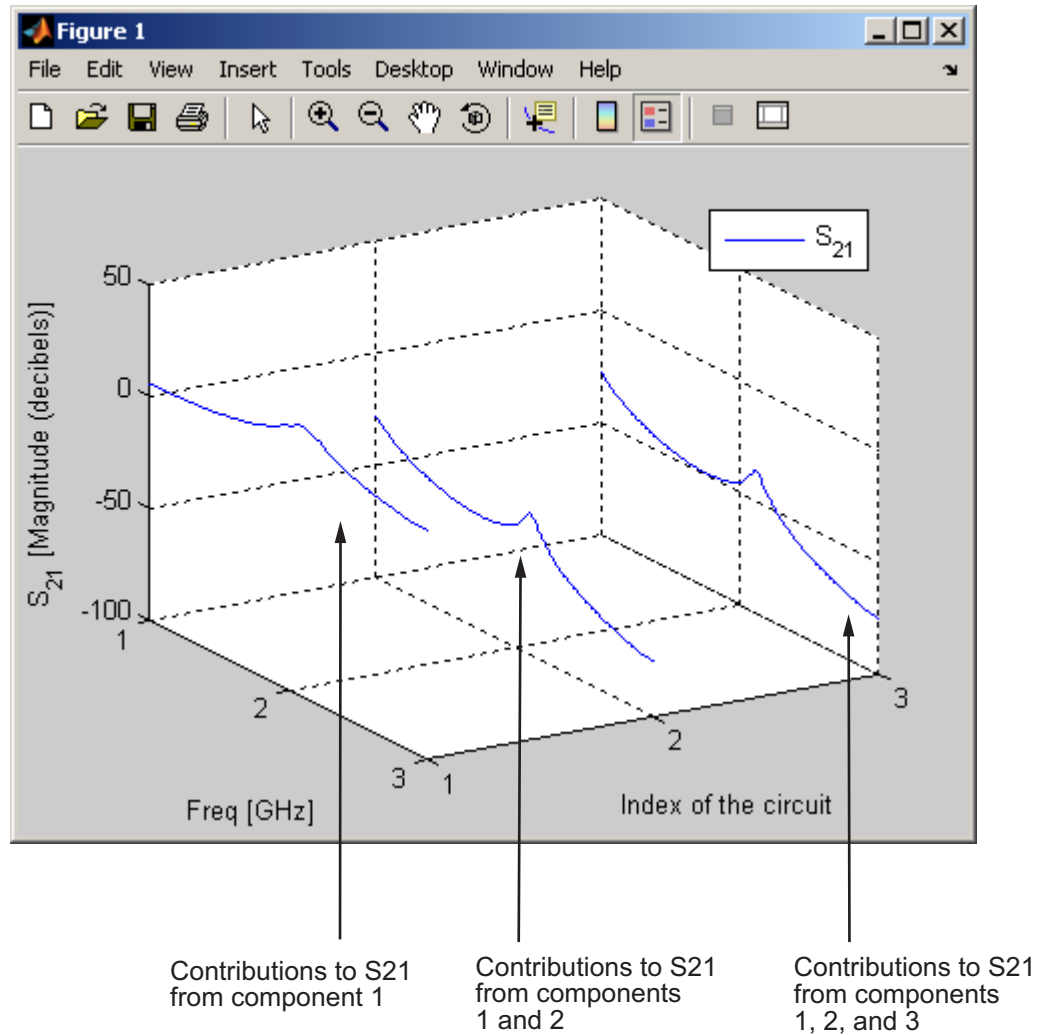 Figure 1
File Edit View Insert Tools Desktop Window Help
S21
50
0
-50
-100
S21 [Magnitude (decibels)]
1
2
3
Freq [GHz]
1
2
3
Index of the circuit
Contributions to S21
from component 1
Contributions to S21
from components
1 and 2
Contributions to S21
from components
1, 2, and 3